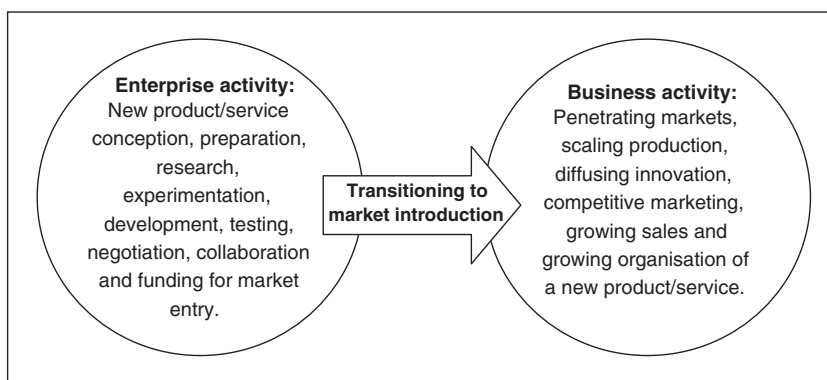 Enterprise activity:
New product/service
conception, preparation,
research,
experimentation,
development, testing,
negotiation, collaboration
and funding for market
entry.
Transitioning to
market introduction
Business activity:
Penetrating markets,
scaling production,
diffusing innovation,
competitive marketing,
growing sales and
growing organisation of
a new product/service.